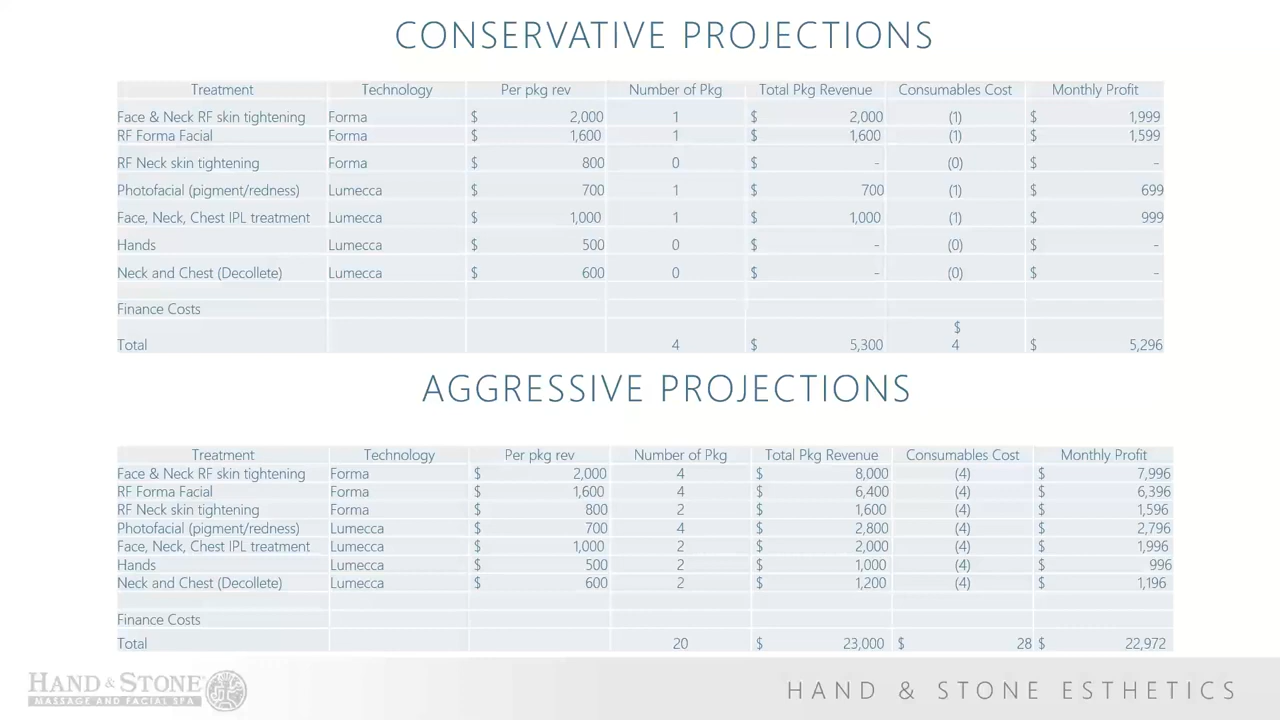 CONSERVATIVE PROJECTIONS
Treatment Technology Per pkg rev Number of Pkg Total Pkg Revenue Consumables Cost Monthly Profit
Face & Neck RF skin tightening Forma $ 2,000 1 $ 2,000 (1) $ 1,999
RF Forma Facial Forma $ 1,600 1 $ 1,600 (1) $ 1,599
RF Neck skin tightening Forma $ 800 0 $ - (0) $ -
Photofacial (pigment/redness) Lumecca $ 700 1 $ 700 (1) $ 699
Face, Neck, Chest IPL treatment Lumecca $ 1,000 1 $ 1,000 (1) $ 999
Hands Lumecca $ 500 0 $ - (0) $ -
Neck and Chest (Decollete) Lumecca $ 600 0 $ - (0) $ -
Finance Costs
$
Total 4 $ 5,300 4 $ 5,296
AGGRESSIVE PROJECTIONS
Treatment Technology Per pkg rev Number of Pkg Total Pkg Revenue Consumables Cost Monthly Profit
Face & Neck RF skin tightening Forma $ 2,000 4 $ 8,000 (4) $ 7,996
RF Forma Facial Forma $ 1,600 4 $ 6,400 (4) $ 6,396
RF Neck skin tightening Forma $ 800 2 $ 1,600 (4) $ 1,596
Photofacial (pigment/redness) Lumecca $ 700 4 $ 2,800 (4) $ 2,796
Face, Neck, Chest IPL treatment Lumecca $ 1,000 2 $ 2,000 (4) $ 1,996
Hands Lumecca $ 500 2 $ 1,000 (4) $ 996
Neck and Chest (Decollete) Lumecca $ 600 2 $ 1,200 (4) $ 1,196
Finance Costs
Total 20 $ 23,000 $ 28 $ 22,972
HAND & STONE
MASSAGE AND FACIAL SPA
HAND & STONE ESTHETICS